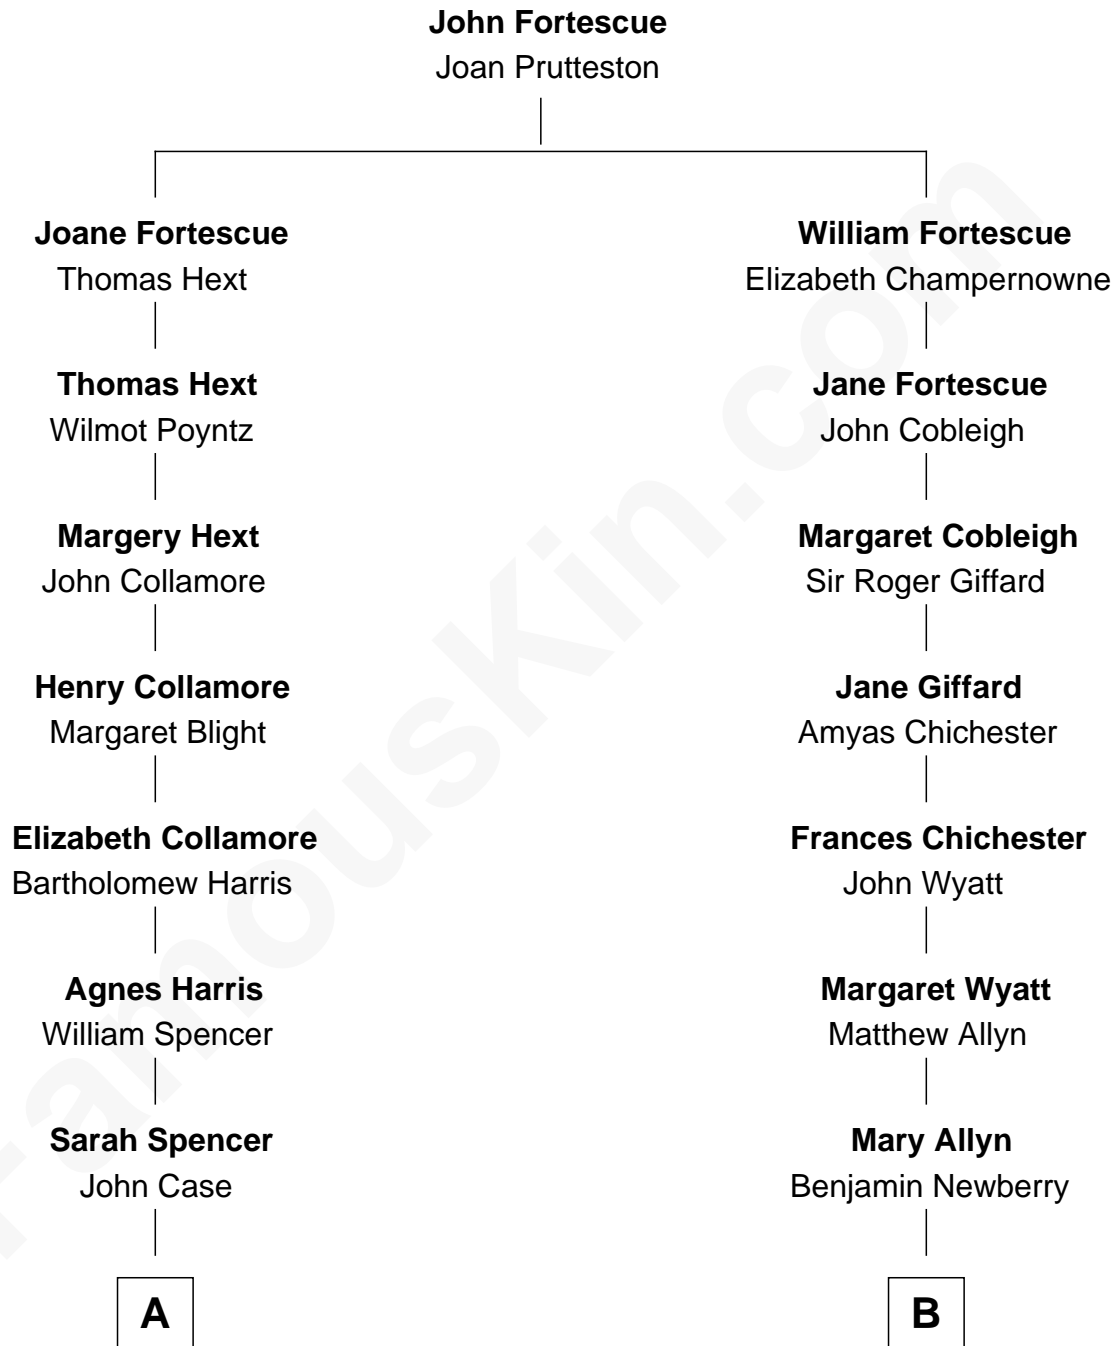 John Fortescue
Joan Prutteston
Joane Fortescue
Thomas Hext
William Fortescue
Elizabeth Champernowne
Thomas Hext
Wilmot Poyntz
Jane Fortescue
John Cobleigh
Margery Hext
John Collamore
Margaret Cobleigh
Sir Roger Giffard
Henry Collamore
Margaret Blight
Jane Giffard
Amyas Chichester
Elizabeth Collamore
Bartholomew Harris
Frances Chichester
John Wyatt
Agnes Harris
William Spencer
Margaret Wyatt
Matthew Allyn
Sarah Spencer
John Case
Mary Allyn
Benjamin Newberry
A
B
FamousKin.com